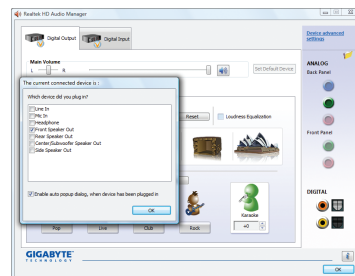 Realtek HD Audio Manager
Digital Output
Digital Input
Device advanced settings
Main Volume
L
R
Set Default Device
ANALOG
Back Panel
The current connected device is :
Which device did you plug in?
Line In
Mic In
Headphone
Front Speaker Out
Rear Speaker Out
Center/Subwoofer Speaker Out
Side Speaker Out
Enable auto popup dialog, when device has been plugged in
OK
Reset
Loudness Equalization
Front Panel
Karaoke
+0
Pop
Live
Club
Rock
DIGITAL
GIGABYTE
TECHNOLOGY
OK